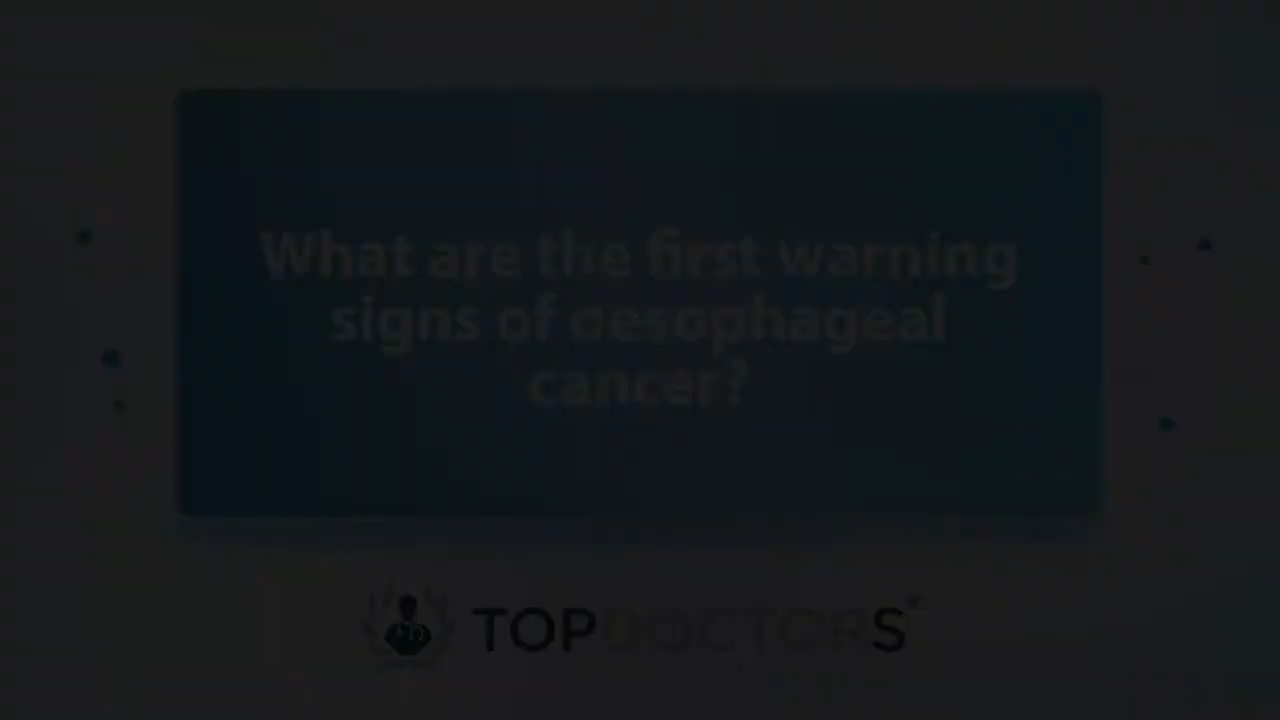 What are the first warning
signs of oesophageal
cancer?
TOPDOCTORS